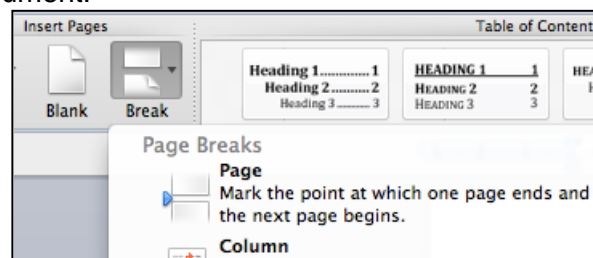 ument.
Insert Pages Table of Content
Heading 1.............1 HEADING 1 1 HEA
Heading 2..........2 HEADING 2 2
Heading 3 ......... 3 HEADING 3 3
Blank Break
Page Breaks
Page
Mark the point at which one page ends and
the next page begins.
Column